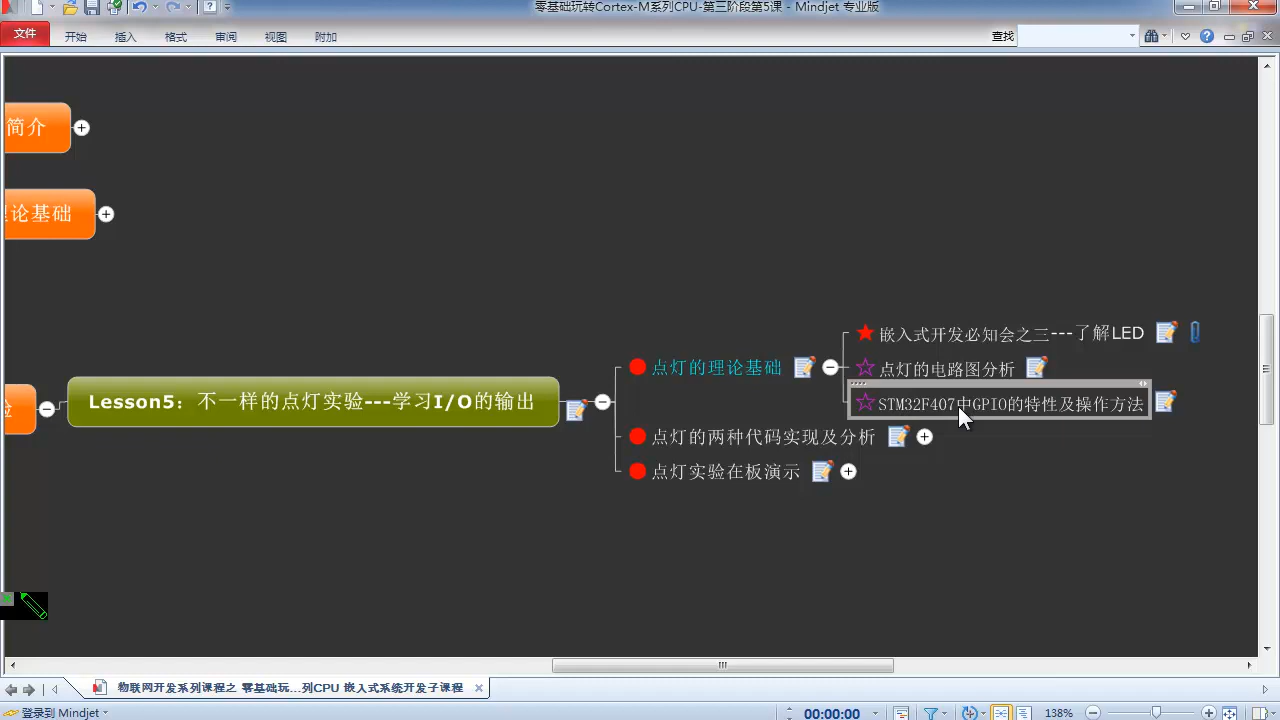 零基础玩转Cortex-M系列CPU-第三阶段第5课 - Mindjet 专业版
文件 开始 插入 格式 审阅 视图 附加 查找
简介
论基础
嵌入式开发必知会之三---了解LED
点灯的理论基础
点灯的电路图分析
Lesson5：不一样的点灯实验---学习I/O的输出
STM32F407中GPIO的特性及操作方法
点灯的两种代码实现及分析
点灯实验在板演示
物联网开发系列课程之 零基础玩...列CPU 嵌入式系统开发子课程
登录到 Mindjet 00:00:00 138%